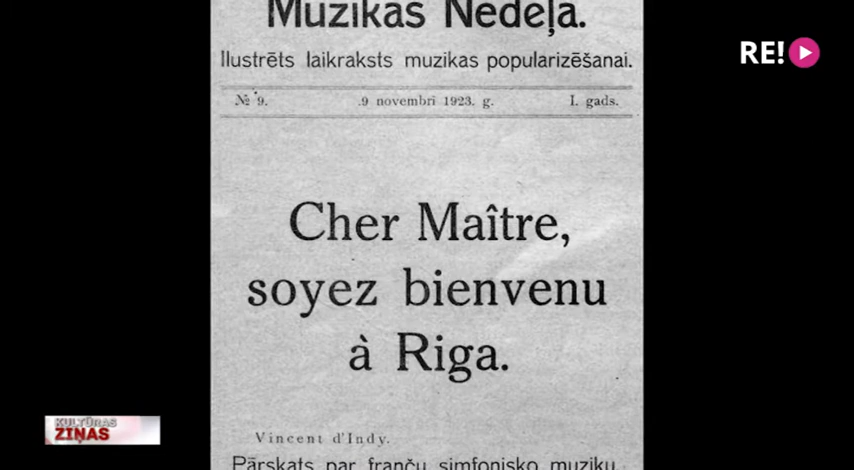 Muzikas Nedeļa.
Ilustrēts laikraksts muzikas popularizēšanai.
RE!
№ 9.	9 novembrī 1923. g.	I. gads.
Cher Maître,
soyez bienvenu
à Riga.
KULTŪRAS
ZIŅAS
Vincent d'Indy.
Pārskats par franču simfonisko muziku.